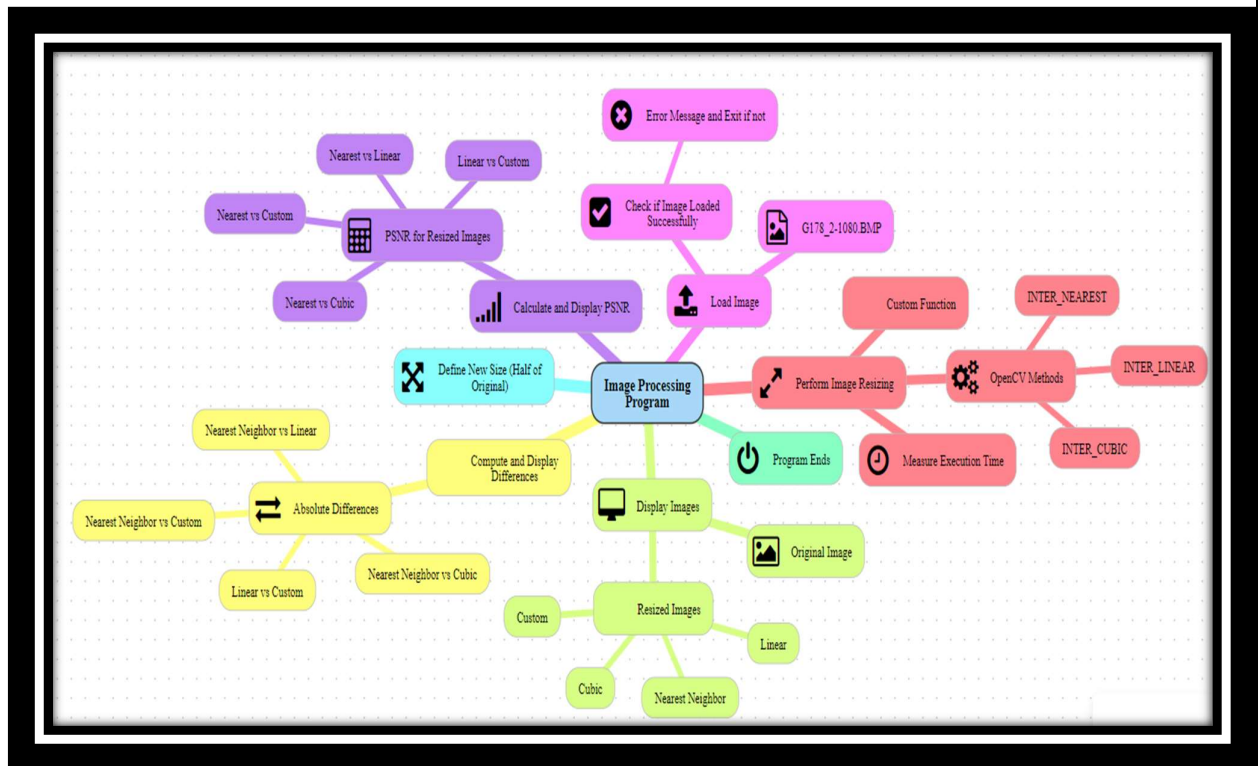 Error Message and Exit if not
Nearest vs Linear
Linear vs Custom
Check if Image Loaded
Successfully
Nearest vs Custom
G178_2-1080.BMP
PSNR for Resized Images
Nearest vs Cubic
Calculate and Display PSNR
Load Image
Custom Function
INTER_NEAREST
Define New Size (Half of
Original)
Image Processing
Program
Perform Image Resizing
OpenCV Methods
INTER_LINEAR
Nearest Neighbor vs Linear
Compute and Display
Differences
Program Ends
Measure Execution Time
INTER_CUBIC
Absolute Differences
Display Images
Nearest Neighbor vs Custom
Original Image
Linear vs Custom
Nearest Neighbor vs Cubic
Resized Images
Custom
Linear
Cubic
Nearest Neighbor